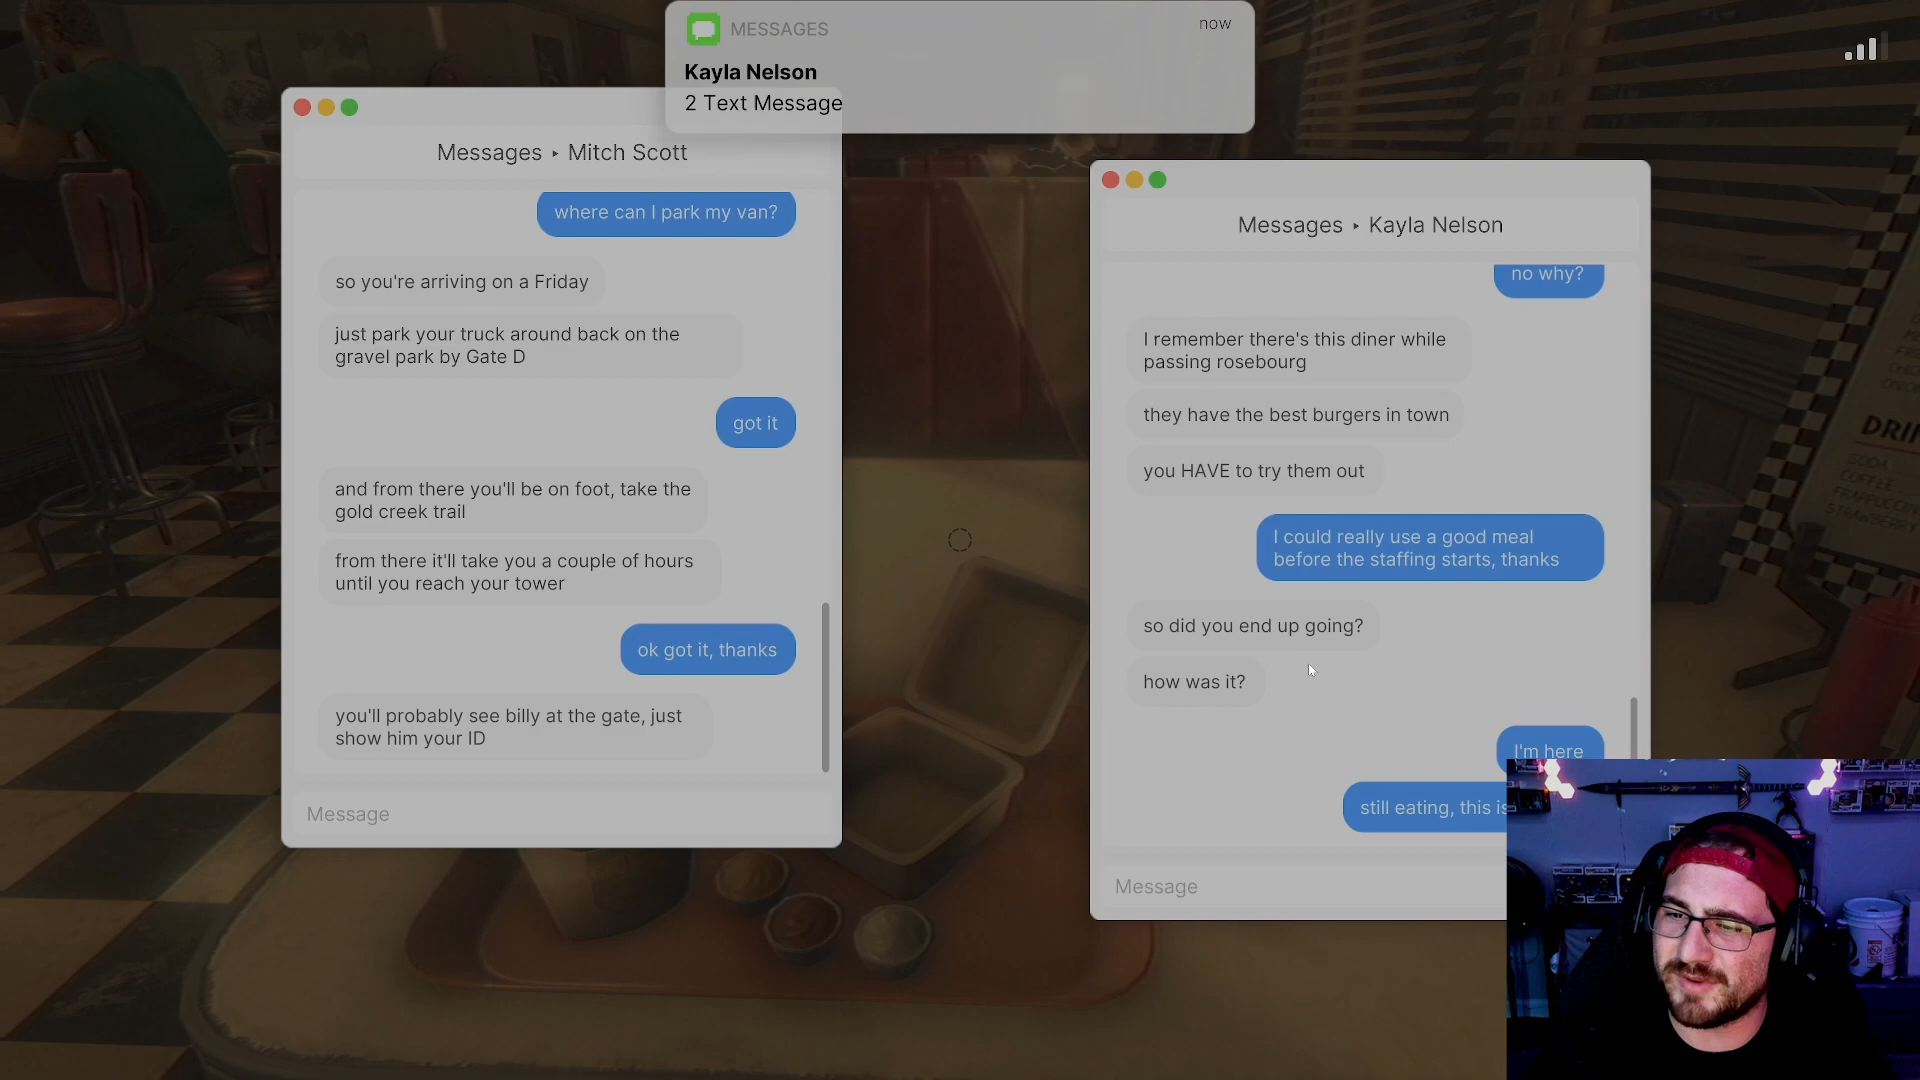 MESSAGES
now
Kayla Nelson
2 Text Message
Messages ▸ Mitch Scott
where can I park my van?
so you're arriving on a Friday
just park your truck around back on the
gravel park by Gate D
got it
and from there you'll be on foot, take the
gold creek trail
from there it'll take you a couple of hours
until you reach your tower
ok got it, thanks
you'll probably see billy at the gate, just
show him your ID
Message
Messages ▸ Kayla Nelson
no why?
I remember there's this diner while
passing rosebourg
they have the best burgers in town
you HAVE to try them out
I could really use a good meal
before the staffing starts, thanks
so did you end up going?
how was it?
I'm here
still eating, this is
Message
DRI
SODA
COFFEE
FRAPPUCCIN
STRAWBERRY